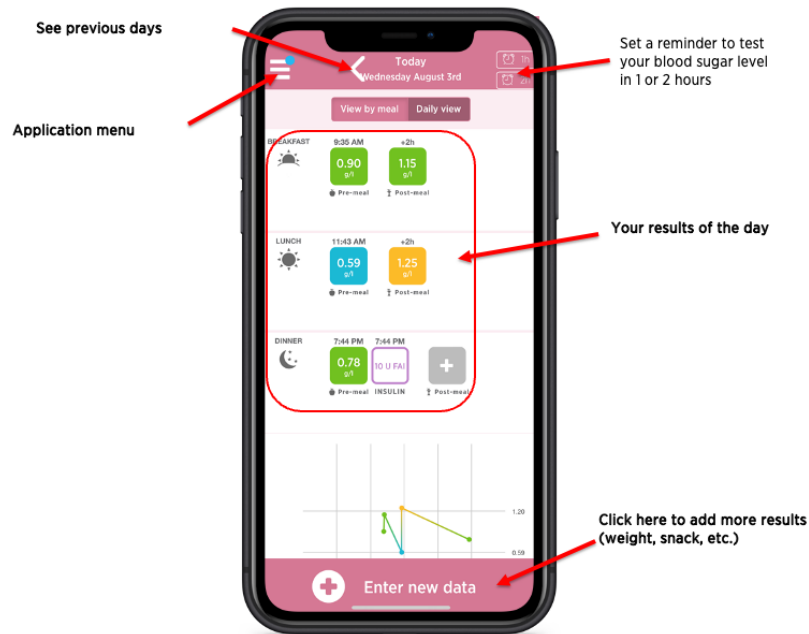 See previous days
Today
Wednesday August 3rd
1h
2h
Set a reminder to test
your blood sugar level
in 1 or 2 hours
Application menu
View by meal Daily view
BREAKFAST 9:35 AM +2h
0.90 1.15
g/l g/l
Pre-meal Post-meal
LUNCH 11:43 AM +2h
0.59 1.25
g/l g/l
Pre-meal Post-meal
Your results of the day
DINNER 7:44 PM 7:44 PM
0.78 10 U FAI +
g/l
Pre-meal INSULIN Post-meal
1.20
0.59
Click here to add more results
(weight, snack, etc.)
+ Enter new data